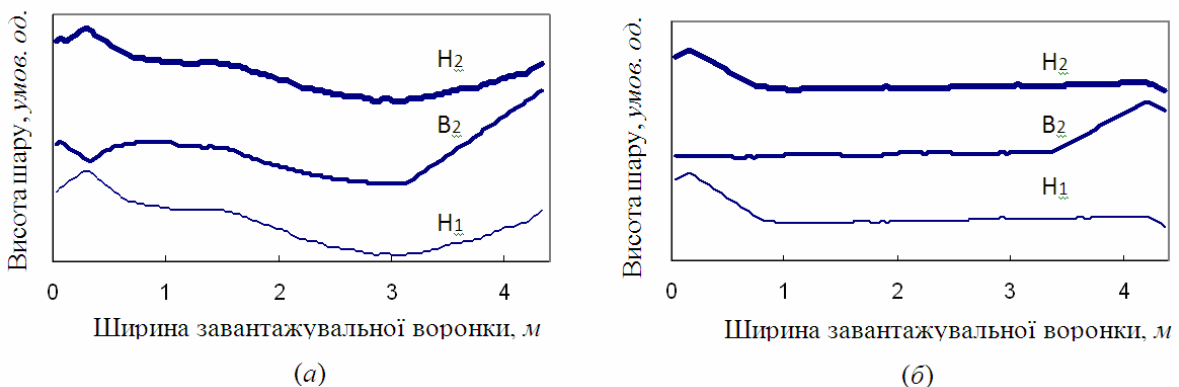 Висота шару, умов. од.
H2
B2
H1
0 1 2 3 4
Ширина завантажувальної воронки, м
(а)
Висота шару, умов. од.
H2
B2
H1
0 1 2 3 4
Ширина завантажувальної воронки, м
(б)